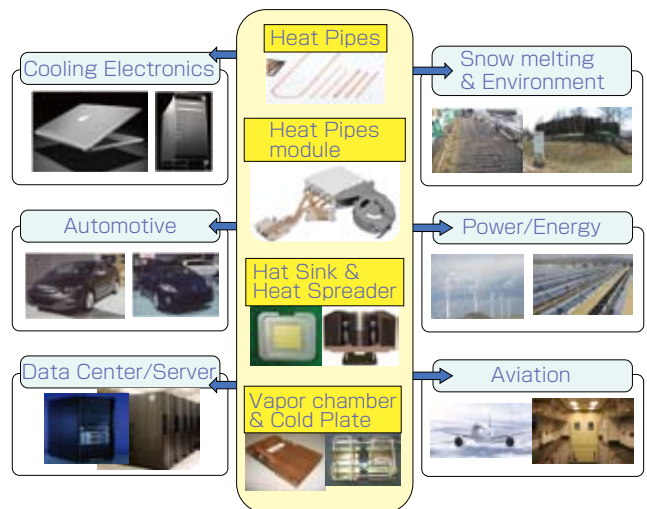 Heat Pipes
Cooling Electronics
Snow melting
& Environment
Heat Pipes
module
Automotive
Power/Energy
Hat Sink &
Heat Spreader
Data Center/Server
Aviation
Vapor chamber
& Cold Plate